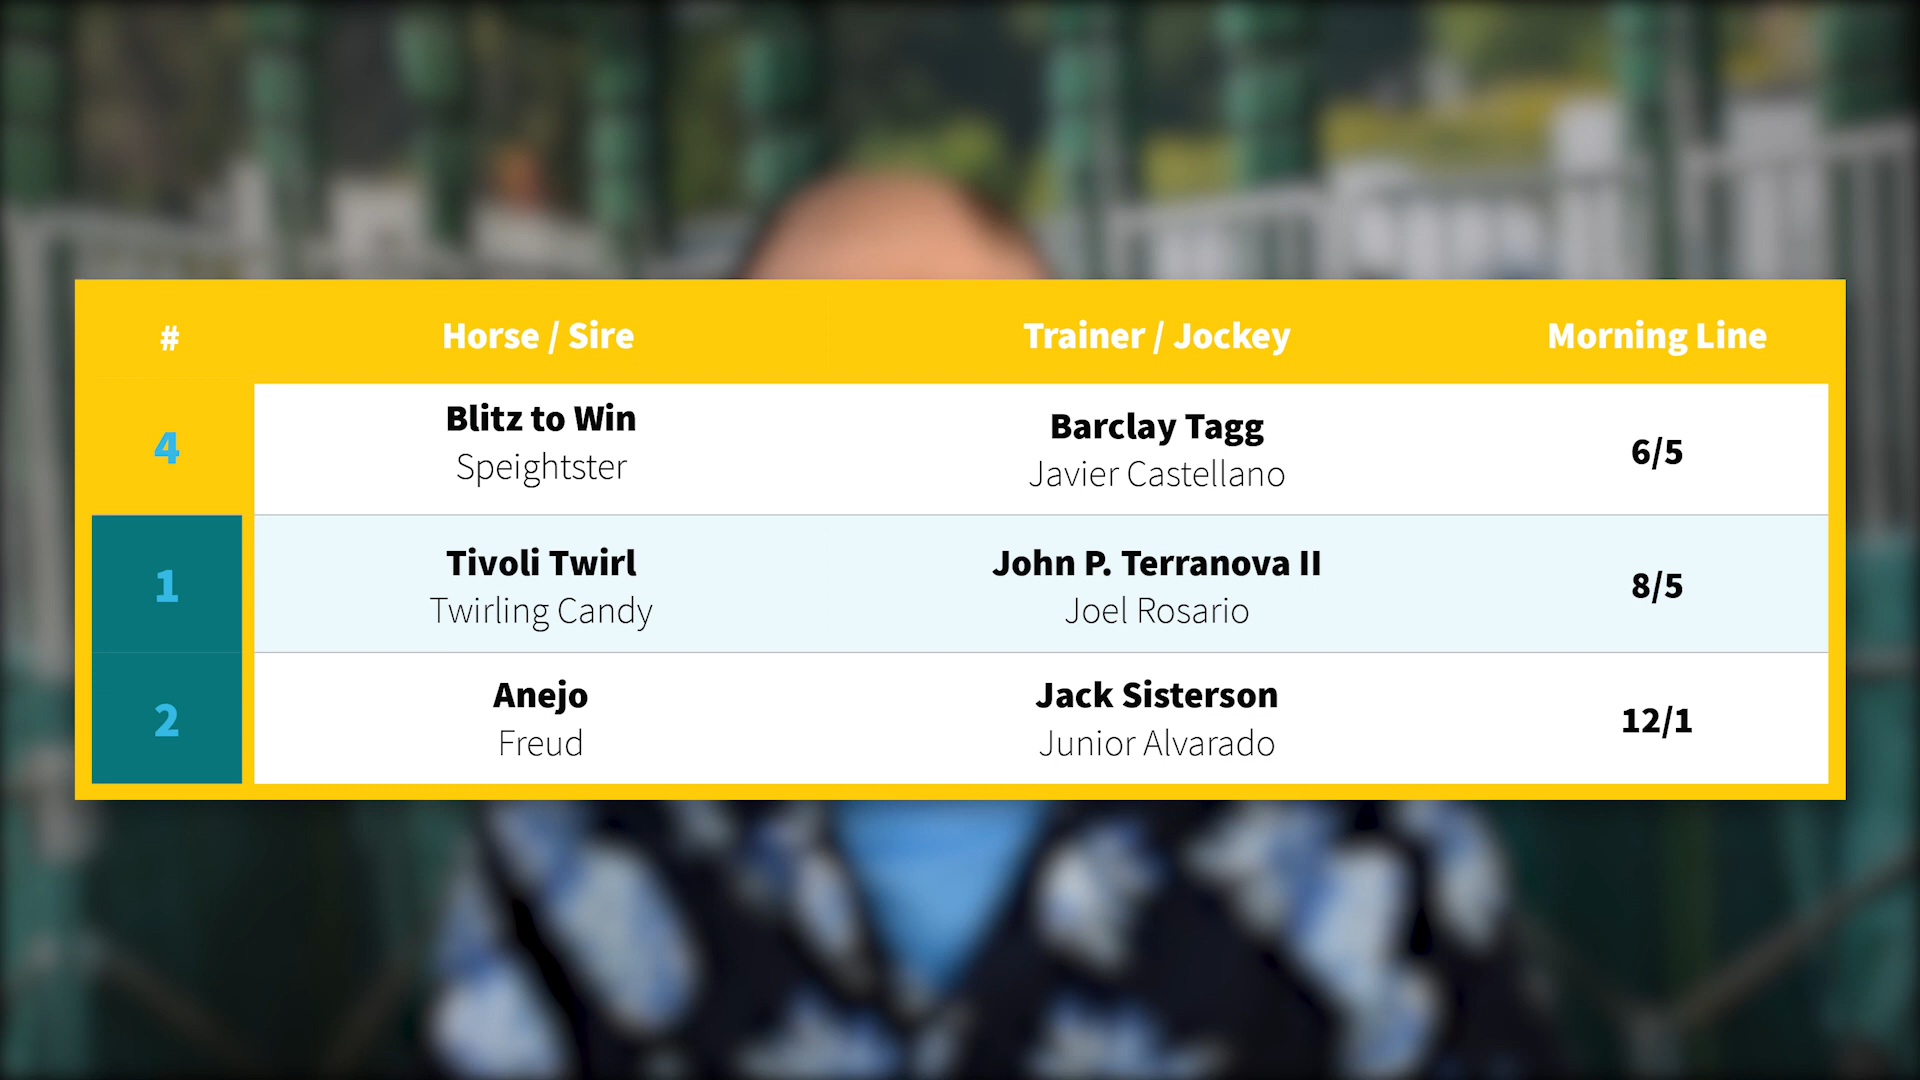 # Horse / Sire Trainer / Jockey Morning Line
4 Blitz to Win Barclay Tagg 6/5
Speightster Javier Castellano
1 Tivoli Twirl John P. Terranova II 8/5
Twirling Candy Joel Rosario
2 Anejo Jack Sisterson 12/1
Freud Junior Alvarado